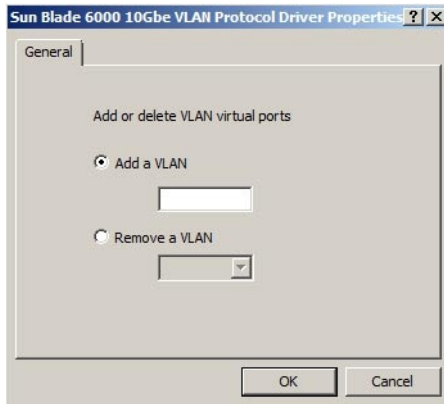 Sun Blade 6000 10Gbe VLAN Protocol Driver Properties ? X
General
Add or delete VLAN virtual ports
Add a VLAN
Remove a VLAN
OK Cancel